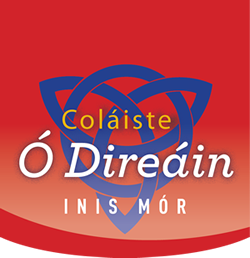 Coláiste
Ó Direáin
INIS MÓR